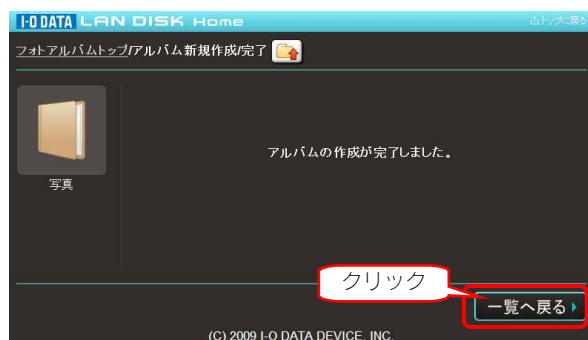 I-O DATA LAN DISK Home
トップに戻る
フォトアルバムトップ/アルバム新規作成/完了
アルバムの作成が完了しました。
写真
クリック
一覧へ戻る
(C) 2009 I-O DATA DEVICE, INC.